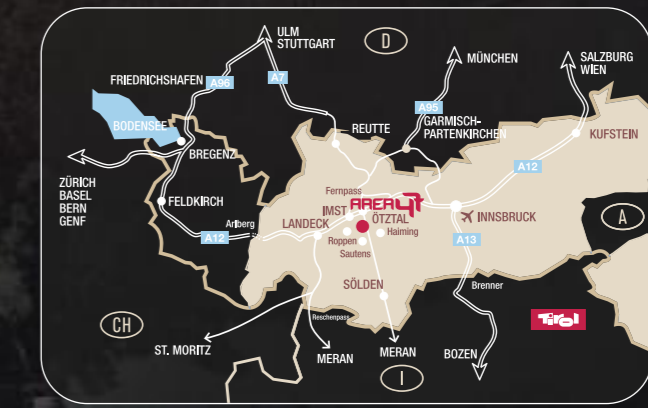 ULM
STUTTGART
D
MÜNCHEN
SALZBURG
WIEN
FRIEDRICHSHAFEN
A96
A7
A95
GARMISCH-
PARTENKIRCHEN
BODENSEE
REUTTE
KUFSTEIN
BREGENZ
A12
ZÜRICH
BASEL
BERN
GENF
FELDKIRCH
Fernpass
AREA 47
IMST
ÖTZTAL
INNSBRUCK
A
Arlberg
LANDECK
A12
Roppen
Haiming
A13
Sautens
SÖLDEN
Brenner
Reschenpass
Tirol
CH
ST. MORITZ
MERAN
MERAN
BOZEN
I